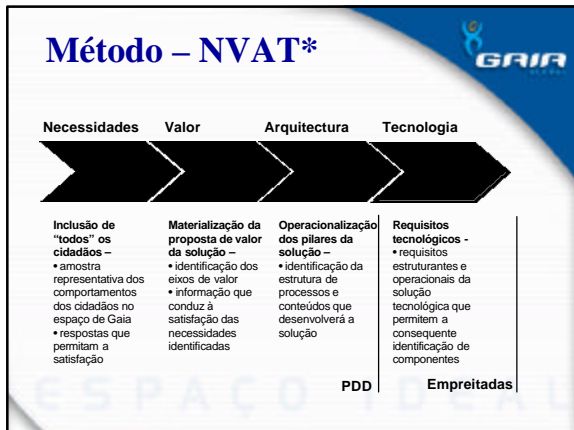 Método – NVAT*
GAIA
Necessidades
Valor
Arquitectura
Tecnologia
Inclusão de
“todos” os
cidadãos –
• amostra
representativa dos
comportamentos
dos cidadãos no
espaço de Gaia
• respostas que
permitam a
satisfação
Materialização da
proposta de valor
da solução –
• identificação dos
eixos de valor
• informação que
conduz à
satisfação das
necessidades
identificadas
Operacionalização
dos pilares da
solução –
• identificação da
estrutura de
processos e
conteúdos que
desenvolverá a
solução
Requisitos
tecnológicos -
• requisitos
estruturantes e
operacionais da
solução
tecnológica que
permitem a
consequente
identificação de
componentes
PDD
Empreitadas
ESPAÇO IDEAL